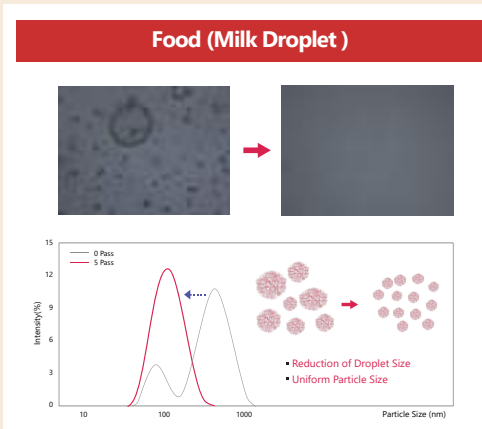 Food (Milk Droplet )
15
0 Pass
5 Pass
12
9
Intensity(%)
6
▪ Reduction of Droplet Size
3
▪ Uniform Particle Size
0
10 100 1000 Particle Size (nm)